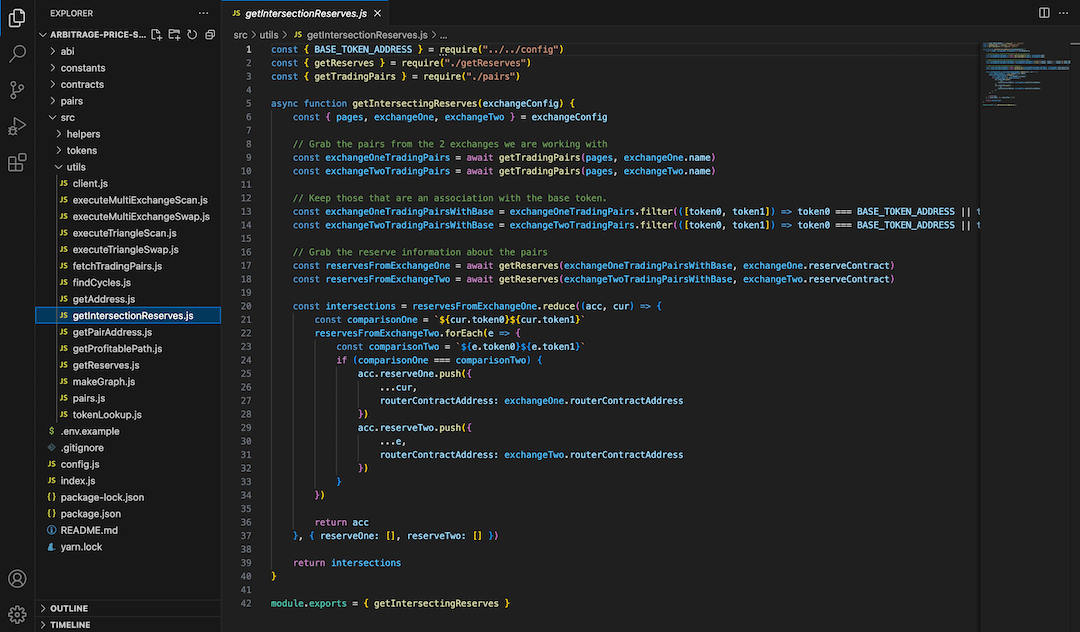 EXPLORER
ARBITRAGE-PRICE-S...
abi
constants
contracts
pairs
src
helpers
tokens
utils
JS client.js
JS executeMultiExchangeScan.js
JS executeMultiExchangeSwap.js
JS executeTriangleScan.js
JS executeTriangleSwap.js
JS fetchTradingPairs.js
JS findCycles.js
JS getAddress.js
JS getIntersectionReserves.js
JS getPairAddress.js
JS getProfitablePath.js
JS getReserves.js
JS makeGraph.js
JS pairs.js
JS tokenLookup.js
$ .env.example
.gitignore
JS config.js
JS index.js
{} package-lock.json
{} package.json
README.md
yarn.lock
OUTLINE
TIMELINE
JS getIntersectionReserves.js
src > utils > JS getIntersectionReserves.js > ...
1 const { BASE_TOKEN_ADDRESS } = require("../../config")
2 const { getReserves } = require("./getReserves")
3 const { getTradingPairs } = require("./pairs")
4
5 async function getIntersectingReserves(exchangeConfig) {
6 const { pages, exchangeOne, exchangeTwo } = exchangeConfig
7
8 // Grab the pairs from the 2 exchanges we are working with
9 const exchangeOneTradingPairs = await getTradingPairs(pages, exchangeOne.name)
10 const exchangeTwoTradingPairs = await getTradingPairs(pages, exchangeTwo.name)
11
12 // Keep those that are an association with the base token.
13 const exchangeOneTradingPairsWithBase = exchangeOneTradingPairs.filter(([token0, token1]) => token0 === BASE_TOKEN_ADDRESS || t
14 const exchangeTwoTradingPairsWithBase = exchangeTwoTradingPairs.filter(([token0, token1]) => token0 === BASE_TOKEN_ADDRESS || t
15
16 // Grab the reserve information about the pairs
17 const reservesFromExchangeOne = await getReserves(exchangeOneTradingPairsWithBase, exchangeOne.reserveContract)
18 const reservesFromExchangeTwo = await getReserves(exchangeTwoTradingPairsWithBase, exchangeTwo.reserveContract)
19
20 const intersections = reservesFromExchangeOne.reduce((acc, cur) => {
21 const comparisonOne = `${cur.token0}${cur.token1}`
22 reservesFromExchangeTwo.forEach(e => {
23 const comparisonTwo = `${e.token0}${e.token1}`
24 if (comparisonOne === comparisonTwo) {
25 acc.reserveOne.push({
26 ...cur,
27 routerContractAddress: exchangeOne.routerContractAddress
28 })
29 acc.reserveTwo.push({
30 ...e,
31 routerContractAddress: exchangeTwo.routerContractAddress
32 })
33 }
34 })
35
36 return acc
37 }, { reserveOne: [], reserveTwo: [] })
38
39 return intersections
40 }
41
42 module.exports = { getIntersectingReserves }